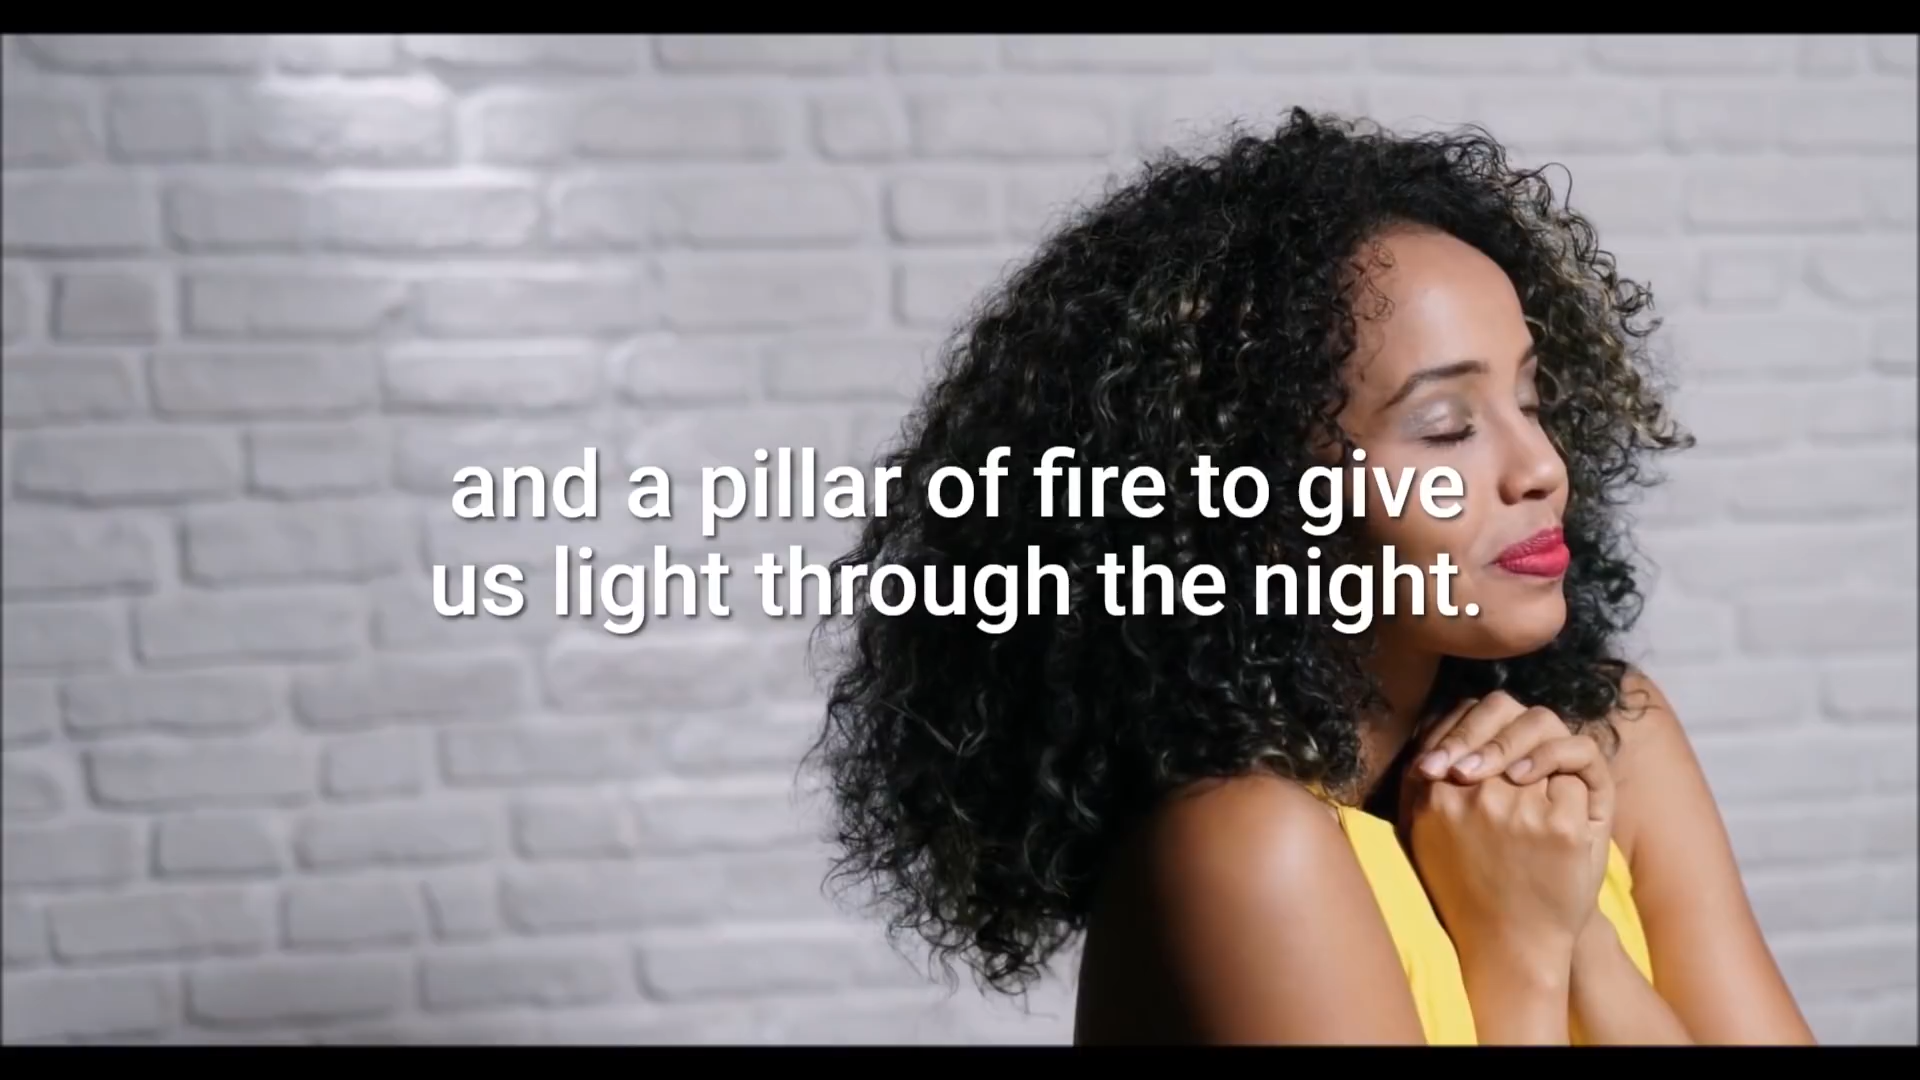 and a pillar of fire to give
us light through the night.